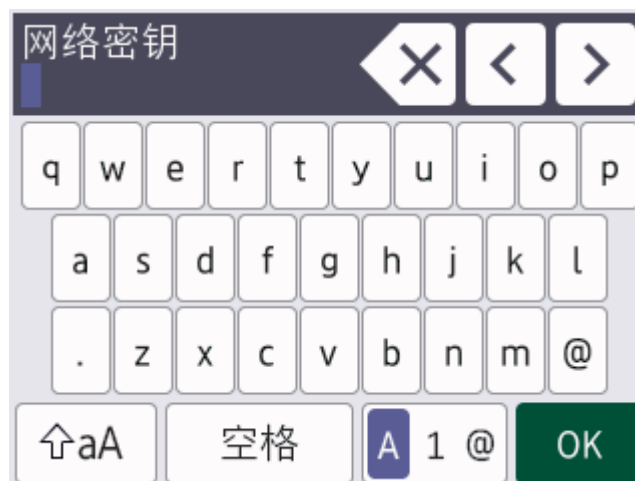 网络密钥
q w e r t y u i o p
a s d f g h j k l
. z x c v b n m @
aA 空格 A 1 @ OK